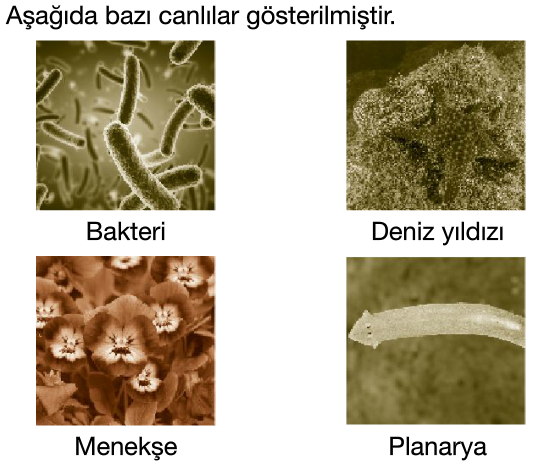 Aşağıda bazı canlılar gösterilmiştir.
Bakteri
Deniz yıldızı
Menekşe
Planarya